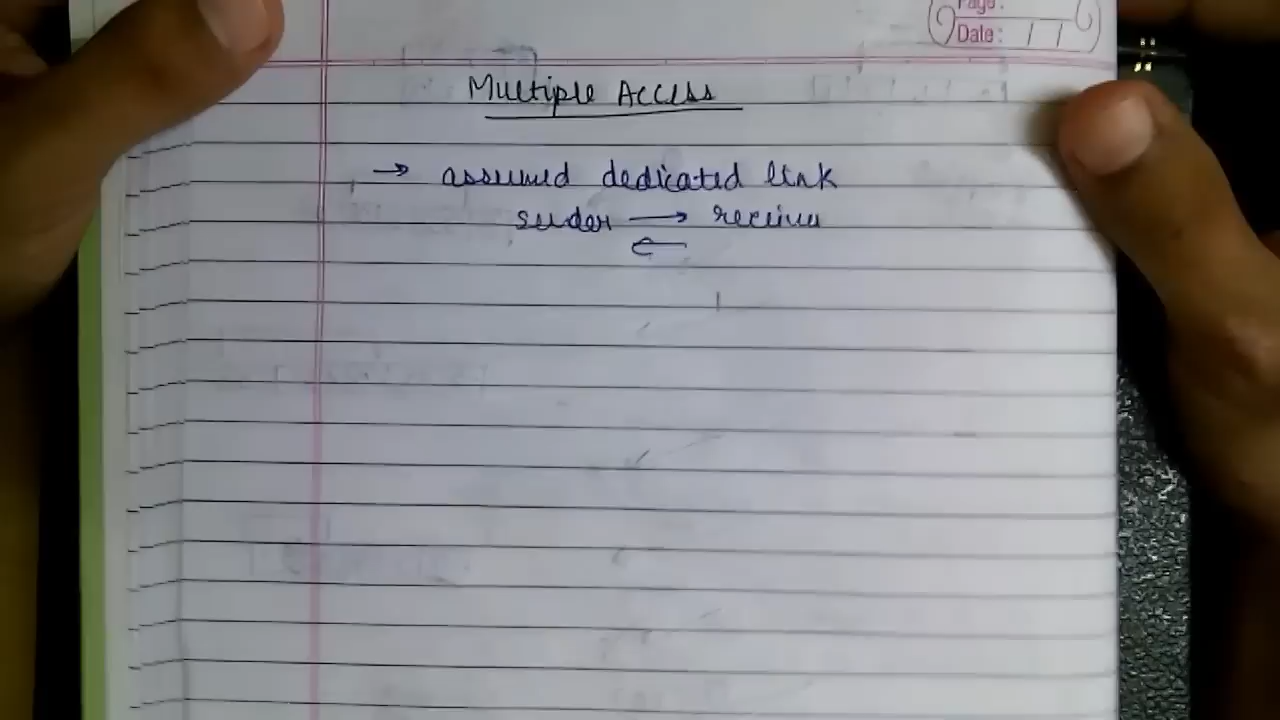 Page:
Date: / /
Multiple Access
→ assumed dedicated link
sender → receiver
←